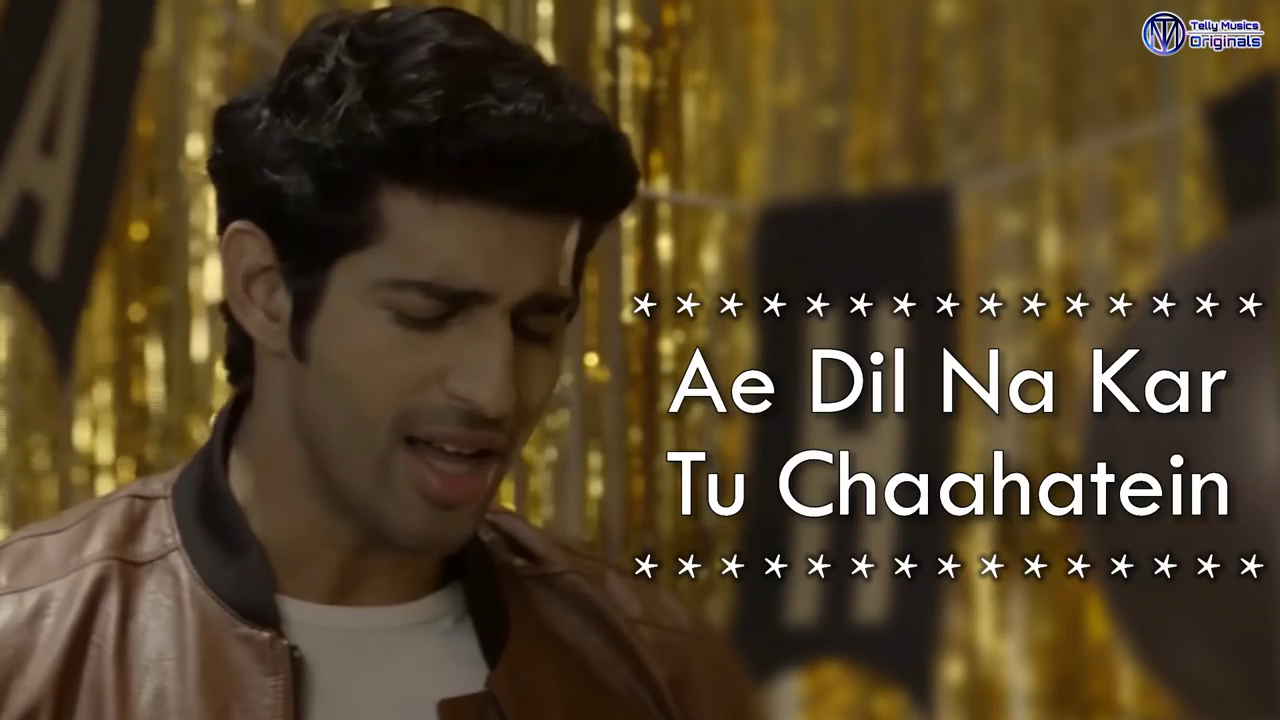 Telly Musics
Originals
A
H
* * * * * * * * * * * * * * *
Ae Dil Na Kar
Tu Chaahatein
* * * * * * * * * * * * * * *